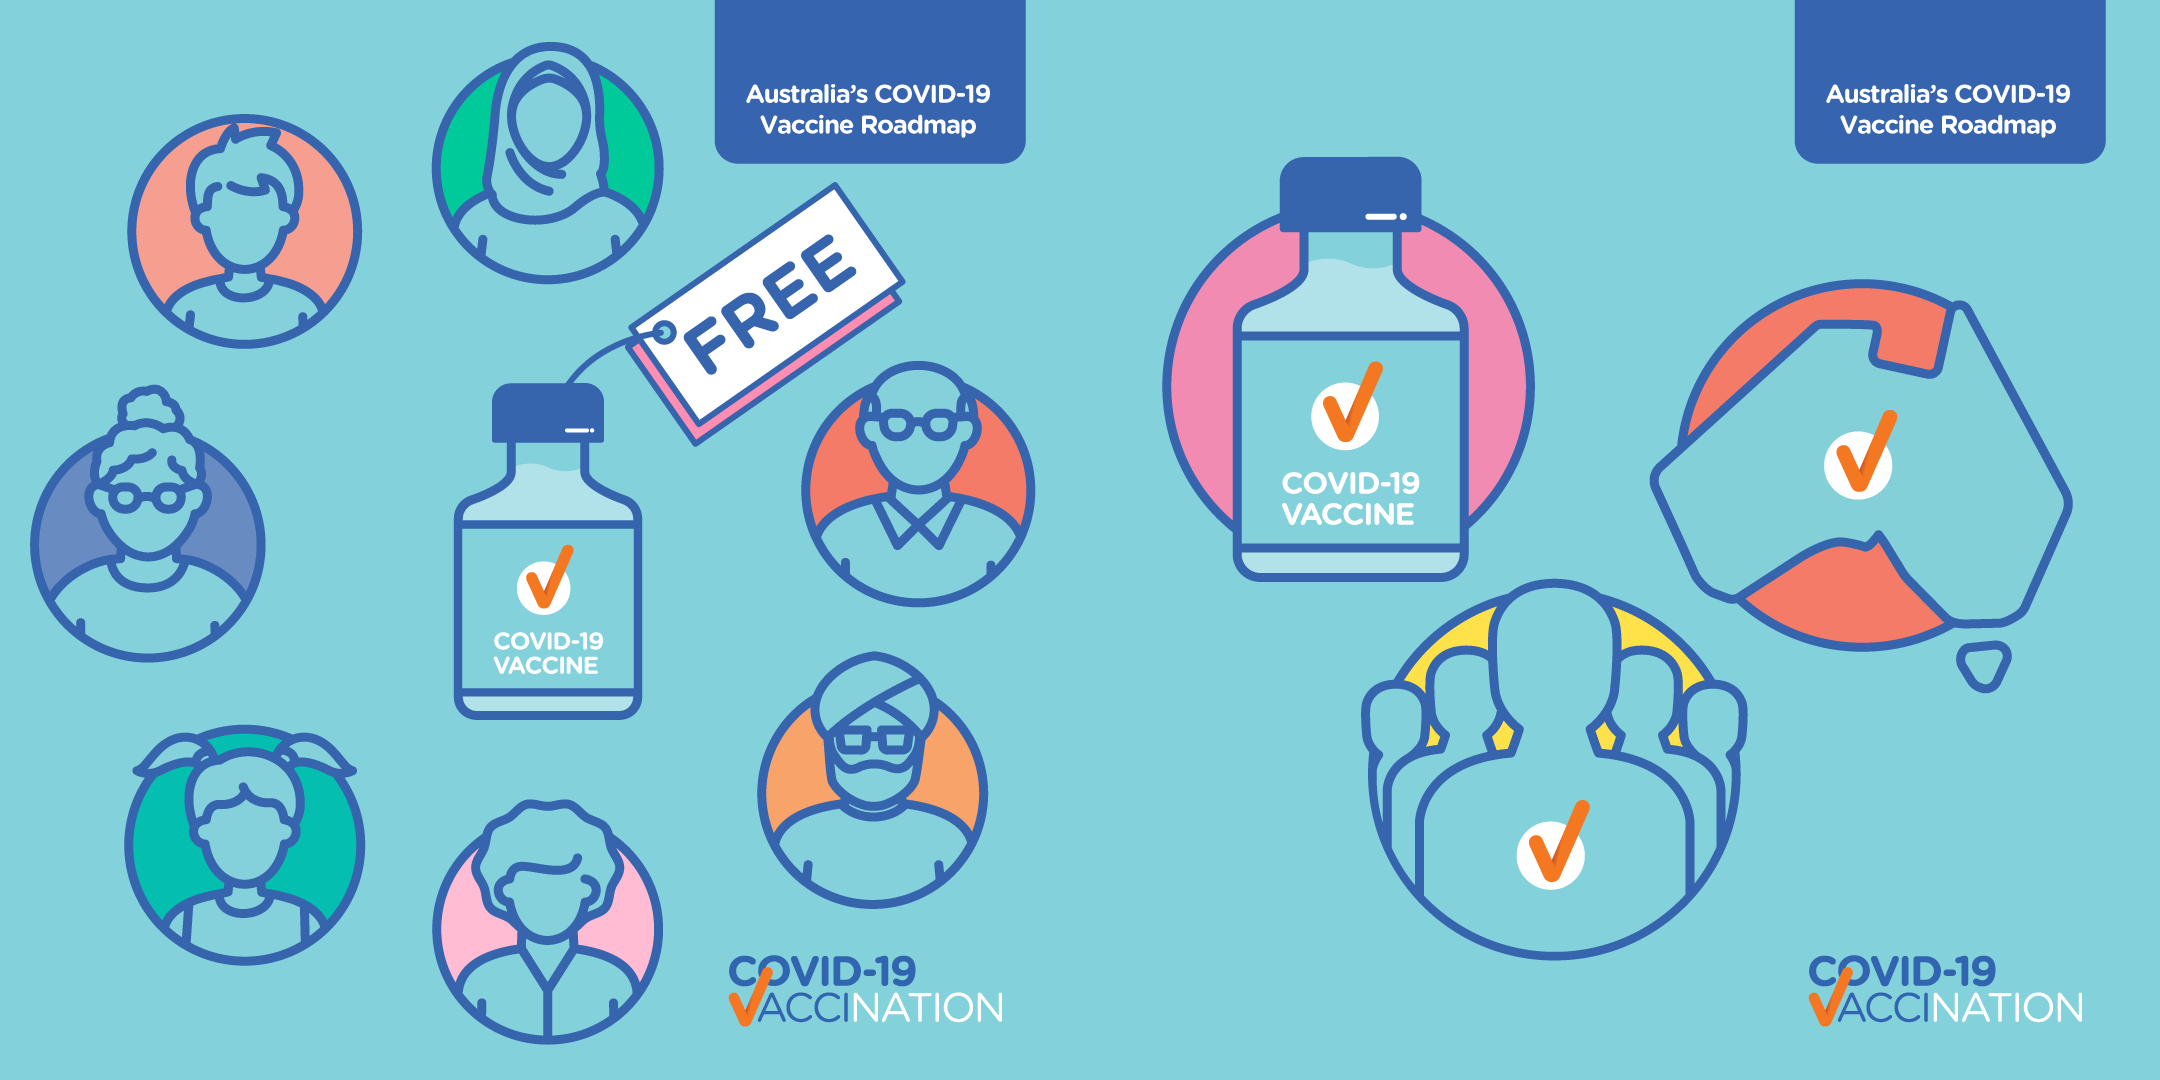 Australia's COVID-19
Vaccine Roadmap
FREE
COVID-19
VACCINE
COVID-19
VACCINATION
Australia's COVID-19
Vaccine Roadmap
COVID-19
VACCINE
COVID-19
VACCINATION